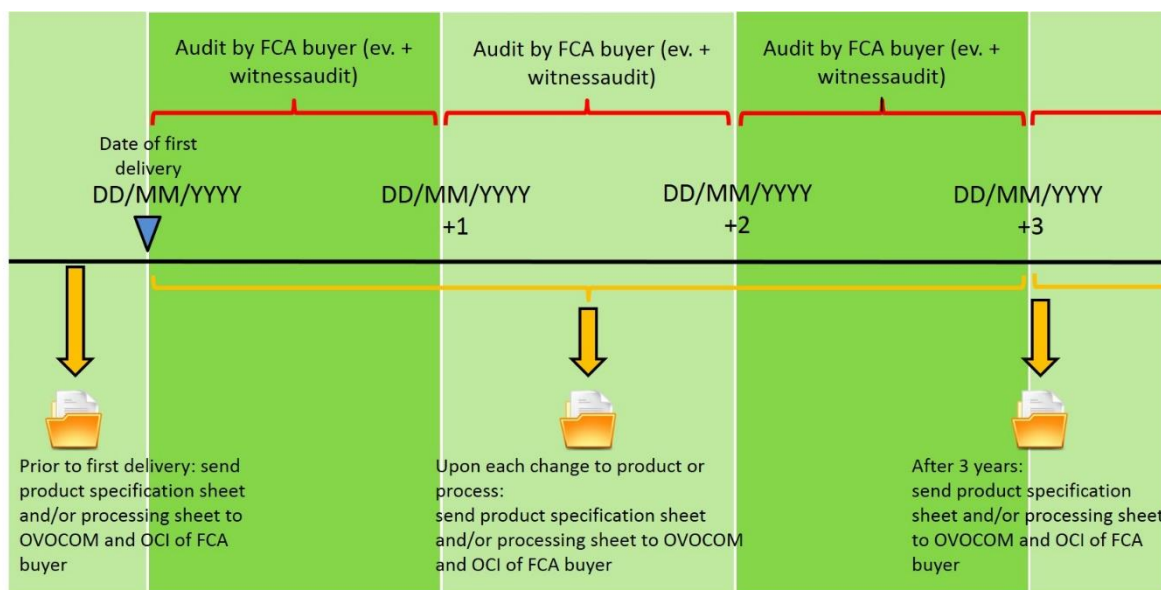 Audit by FCA buyer (ev. +
witnessaudit)
Audit by FCA buyer (ev. +
witnessaudit)
Audit by FCA buyer (ev. +
witnessaudit)
Date of first
delivery
DD/MM/YYYY
DD/MM/YYYY
+1
DD/MM/YYYY
+2
DD/MM/YYYY
+3
Prior to first delivery: send
product specification sheet
and/or processing sheet to
OVOCOM and OCI of FCA
buyer
Upon each change to product or
process:
send product specification sheet
and/or processing sheet to OVOCOM
and OCI of FCA buyer
After 3 years:
send product specification
sheet and/or processing sheet
to OVOCOM and OCI of FCA
buyer